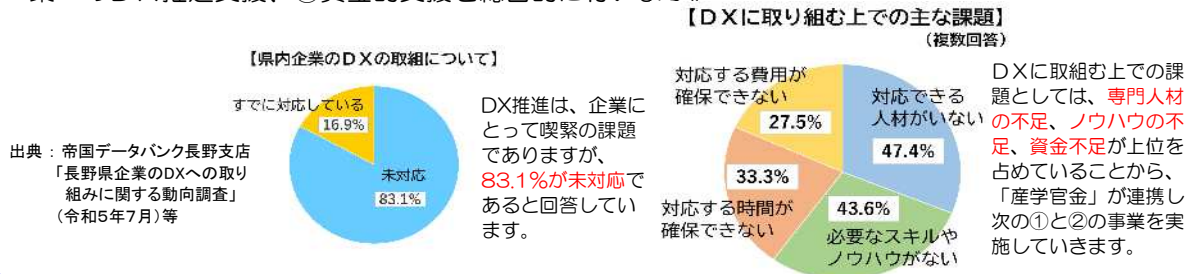 【県内企業のDXの取組について】
すでに対応している
16.9%
未対応
83.1%
出典：帝国データバンク長野支店
「長野県企業のDXへの取り
組みに関する動向調査」
（令和5年7月）等
DX推進は、企業に
とって喫緊の課題
でありますが、
83.1%が未対応で
あると回答してい
ます。
【DXに取り組む上での主な課題】
（複数回答）
対応する費用が
確保できない
27.5%
対応できる
人材がいない
47.4%
33.3%
対応する時間が
確保できない
43.6%
必要なスキルや
ノウハウがない
DXに取組む上での課
題としては、専門人材
の不足、ノウハウの不
足、資金不足が上位を
占めていることから、
「産学官金」が連携し
次の①と②の事業を実
施していきます。